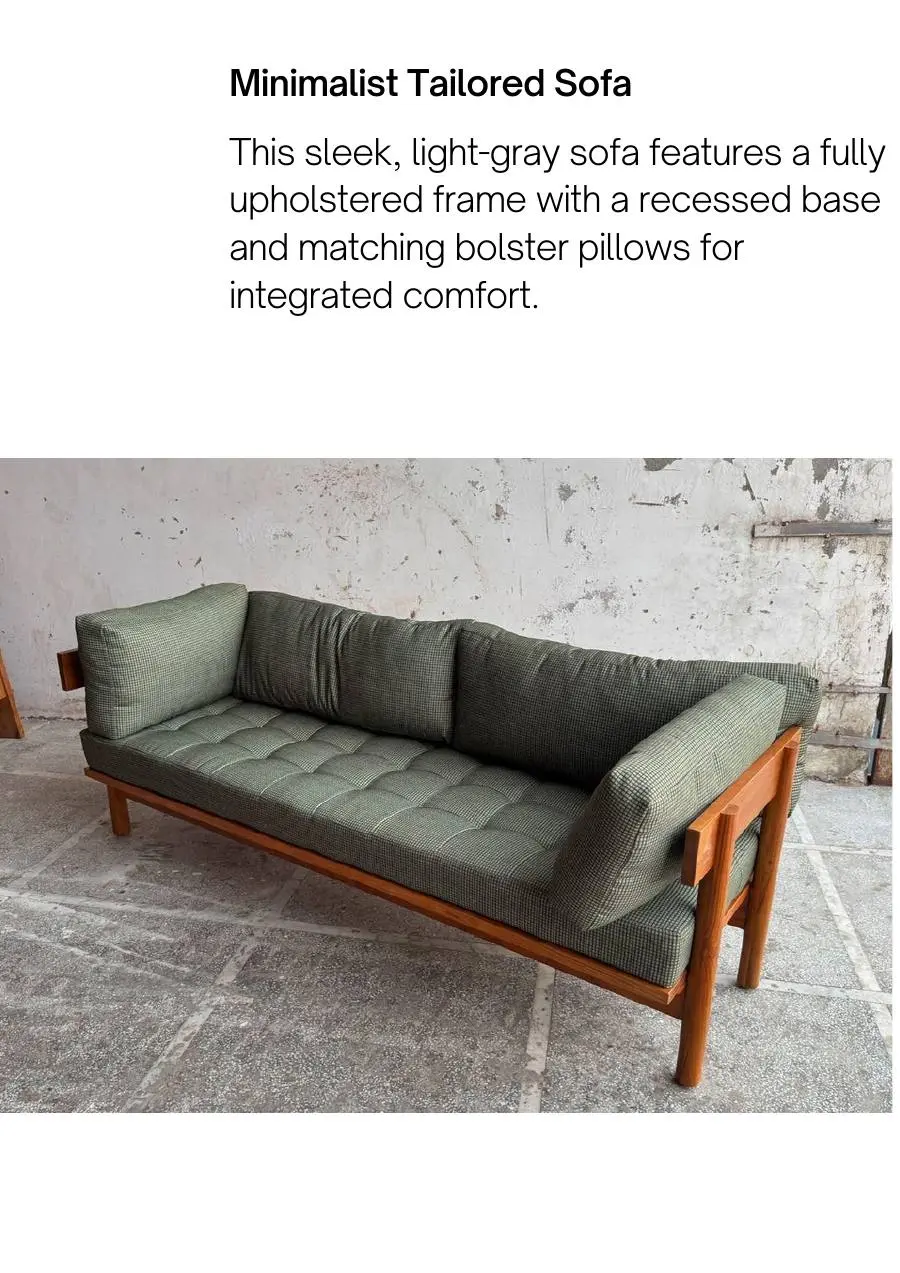 Minimalist Tailored Sofa
This sleek, light-gray sofa features a fully
upholstered frame with a recessed base
and matching bolster pillows for
integrated comfort.